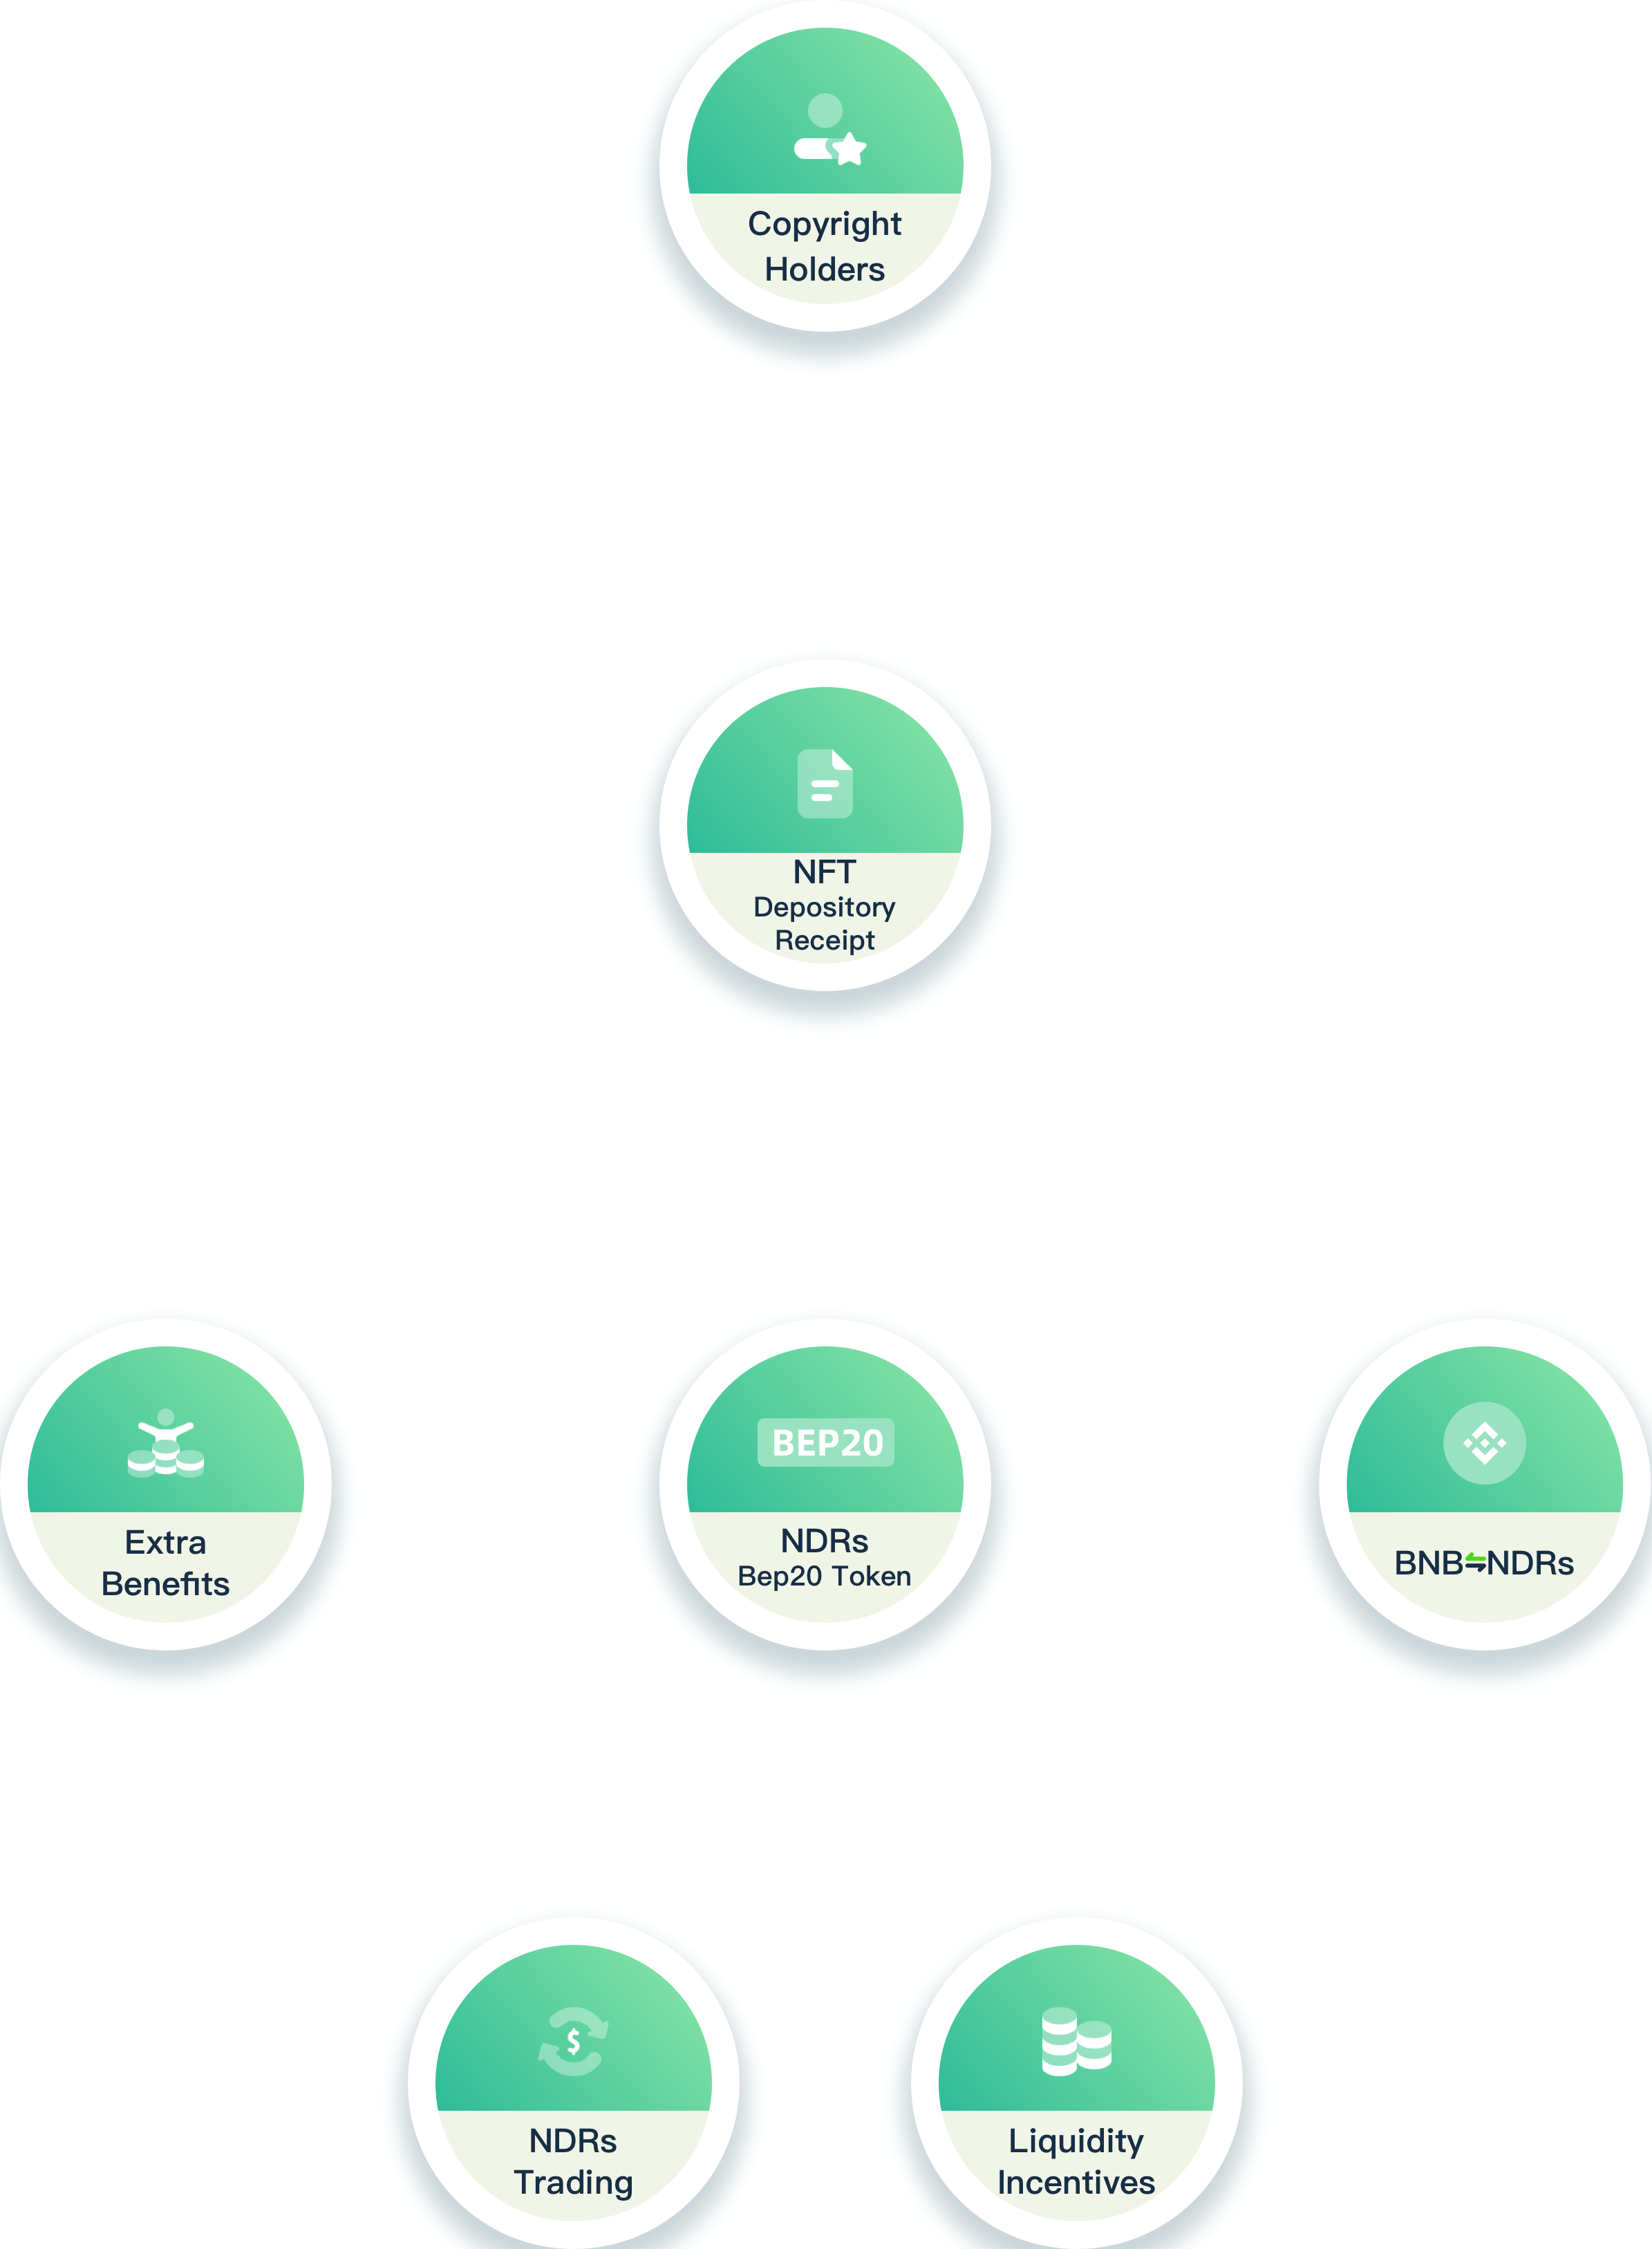 Copyright
Holders
NFT
Depository
Receipt
Extra
Benefits
BEP20
NDRs
Bep20 Token
BNB⇋NDRs
$
NDRs
Trading
Liquidity
Incentives